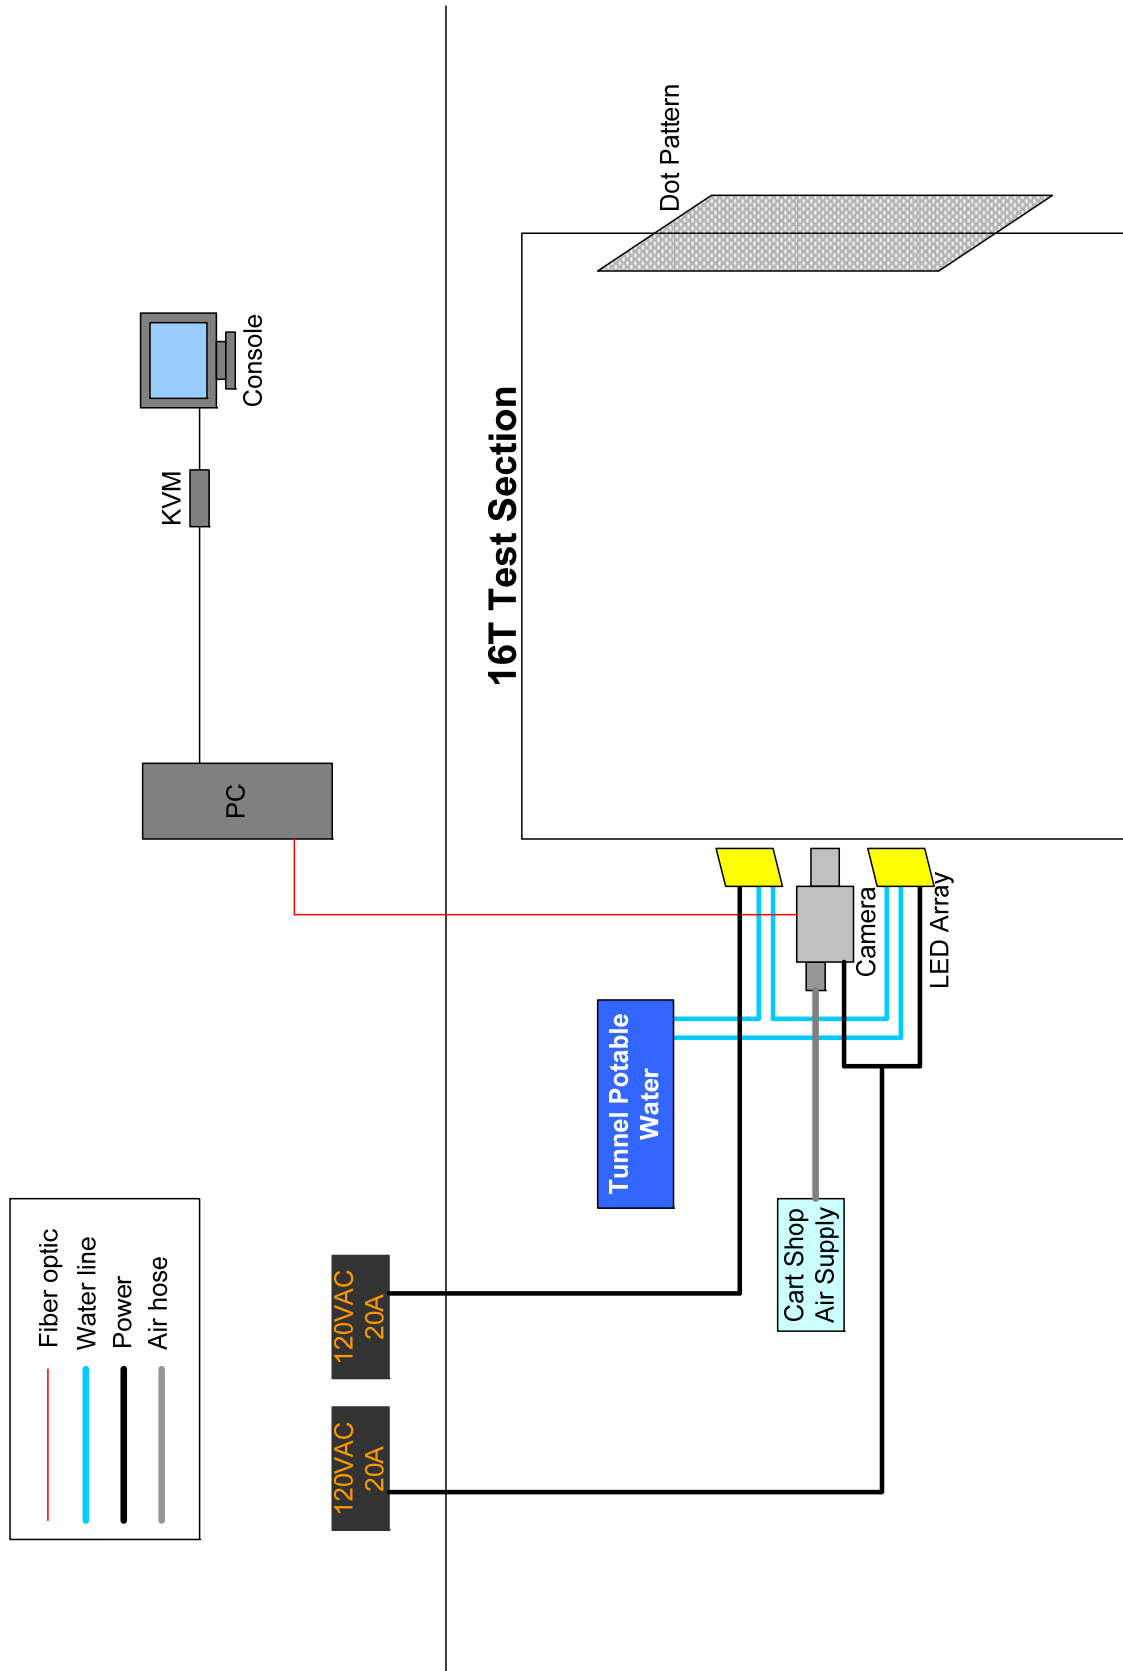 Fiber optic
Water line
Power
Air hose
120VAC
20A
120VAC
20A
PC
KVM
Console
16T Test Section
Dot Pattern
Tunnel Potable
Water
Cart Shop
Air Supply
Camera
LED Array